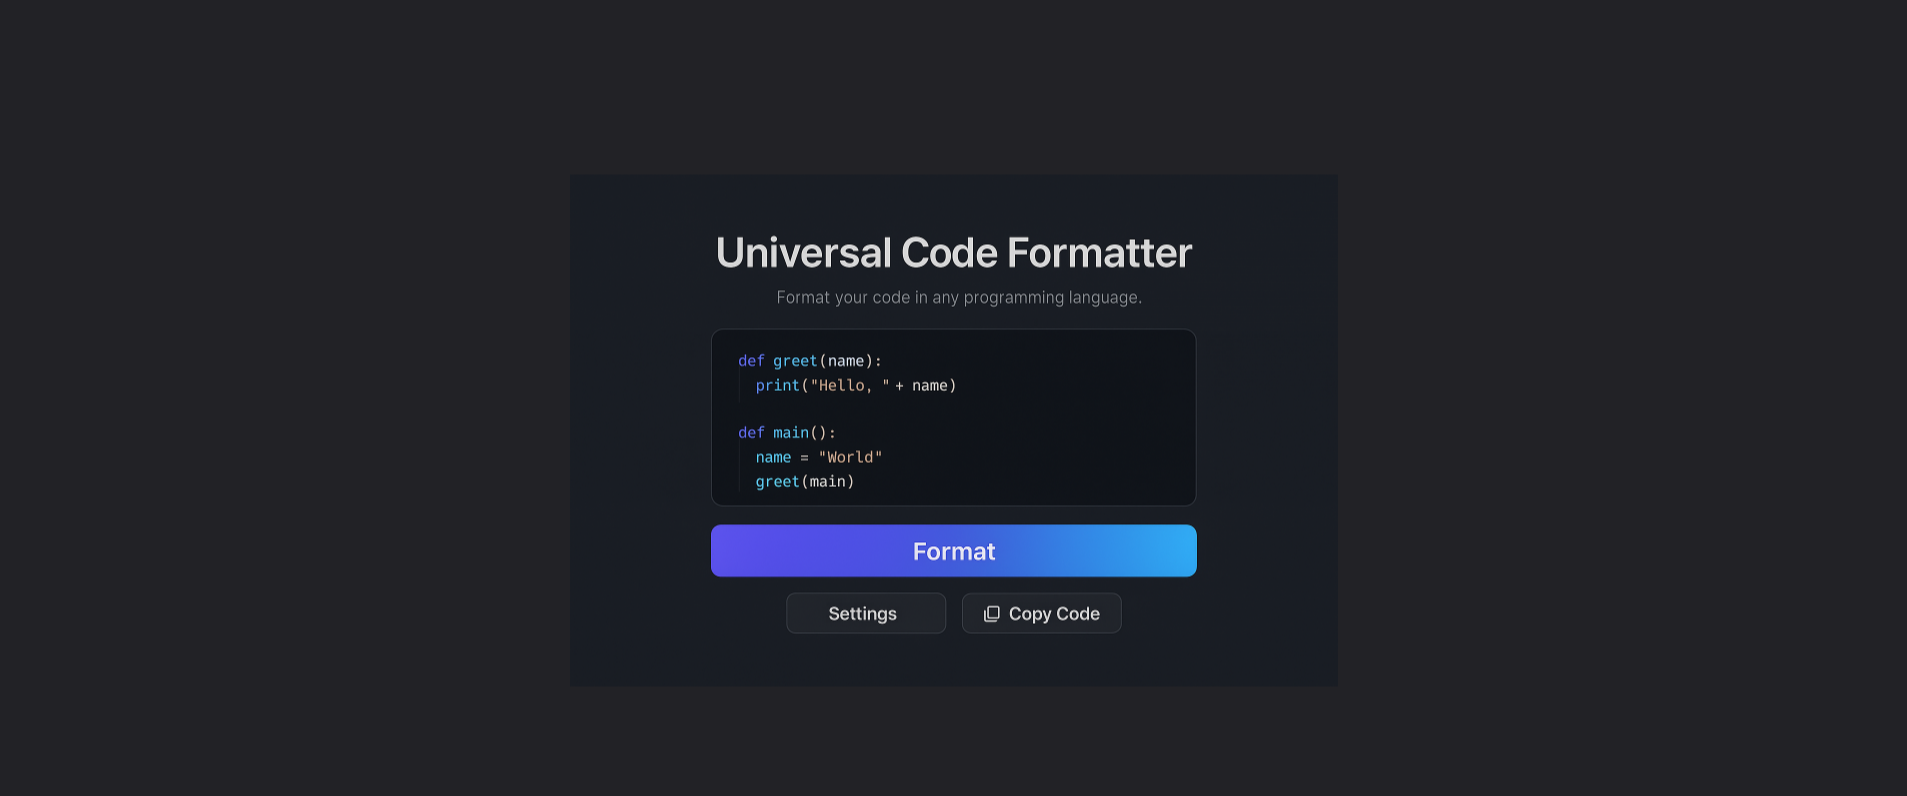 Universal Code Formatter
Format your code in any programming language.
def greet(name):
print("Hello, " + name)
def main():
name = "World"
greet(main)
Format
Settings
Copy Code